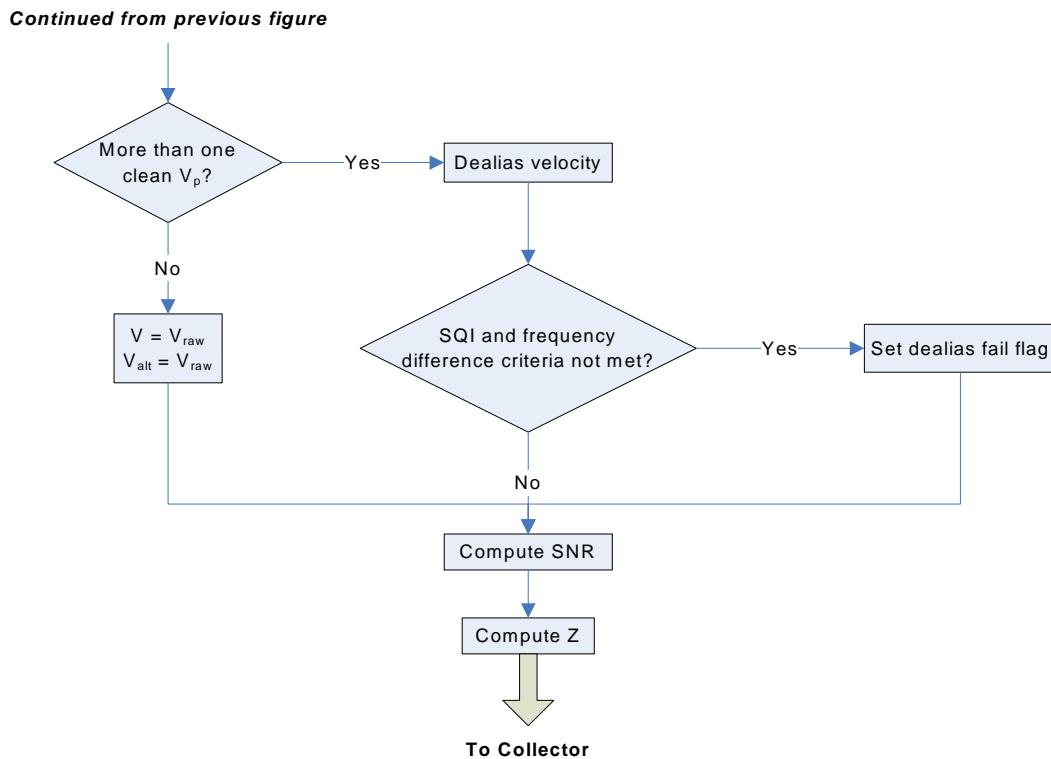 Continued from previous figure
More than one
clean Vp?
Yes
Dealias velocity
No
V = Vraw
Valt = Vraw
SQI and frequency
difference criteria not met?
Yes
Set dealias fail flag
No
Compute SNR
Compute Z
To Collector